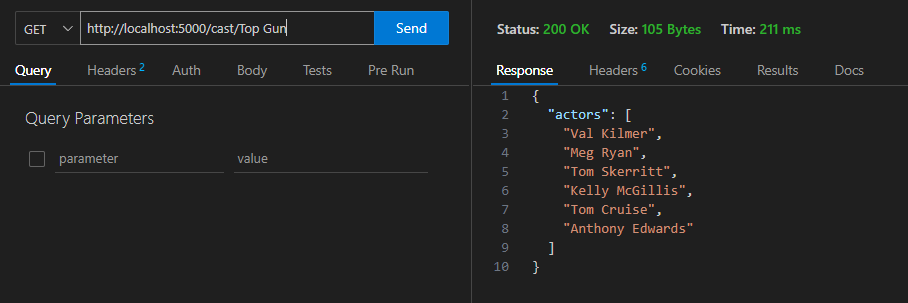 GET http://localhost:5000/cast/Top Gun Send
Query Headers 2 Auth Body Tests Pre Run
Query Parameters
parameter value
Status: 200 OK Size: 105 Bytes Time: 211 ms
Response Headers 6 Cookies Results Docs
1 {
2 "actors": [
3 "Val Kilmer",
4 "Meg Ryan",
5 "Tom Skerritt",
6 "Kelly McGillis",
7 "Tom Cruise",
8 "Anthony Edwards"
9 ]
10 }